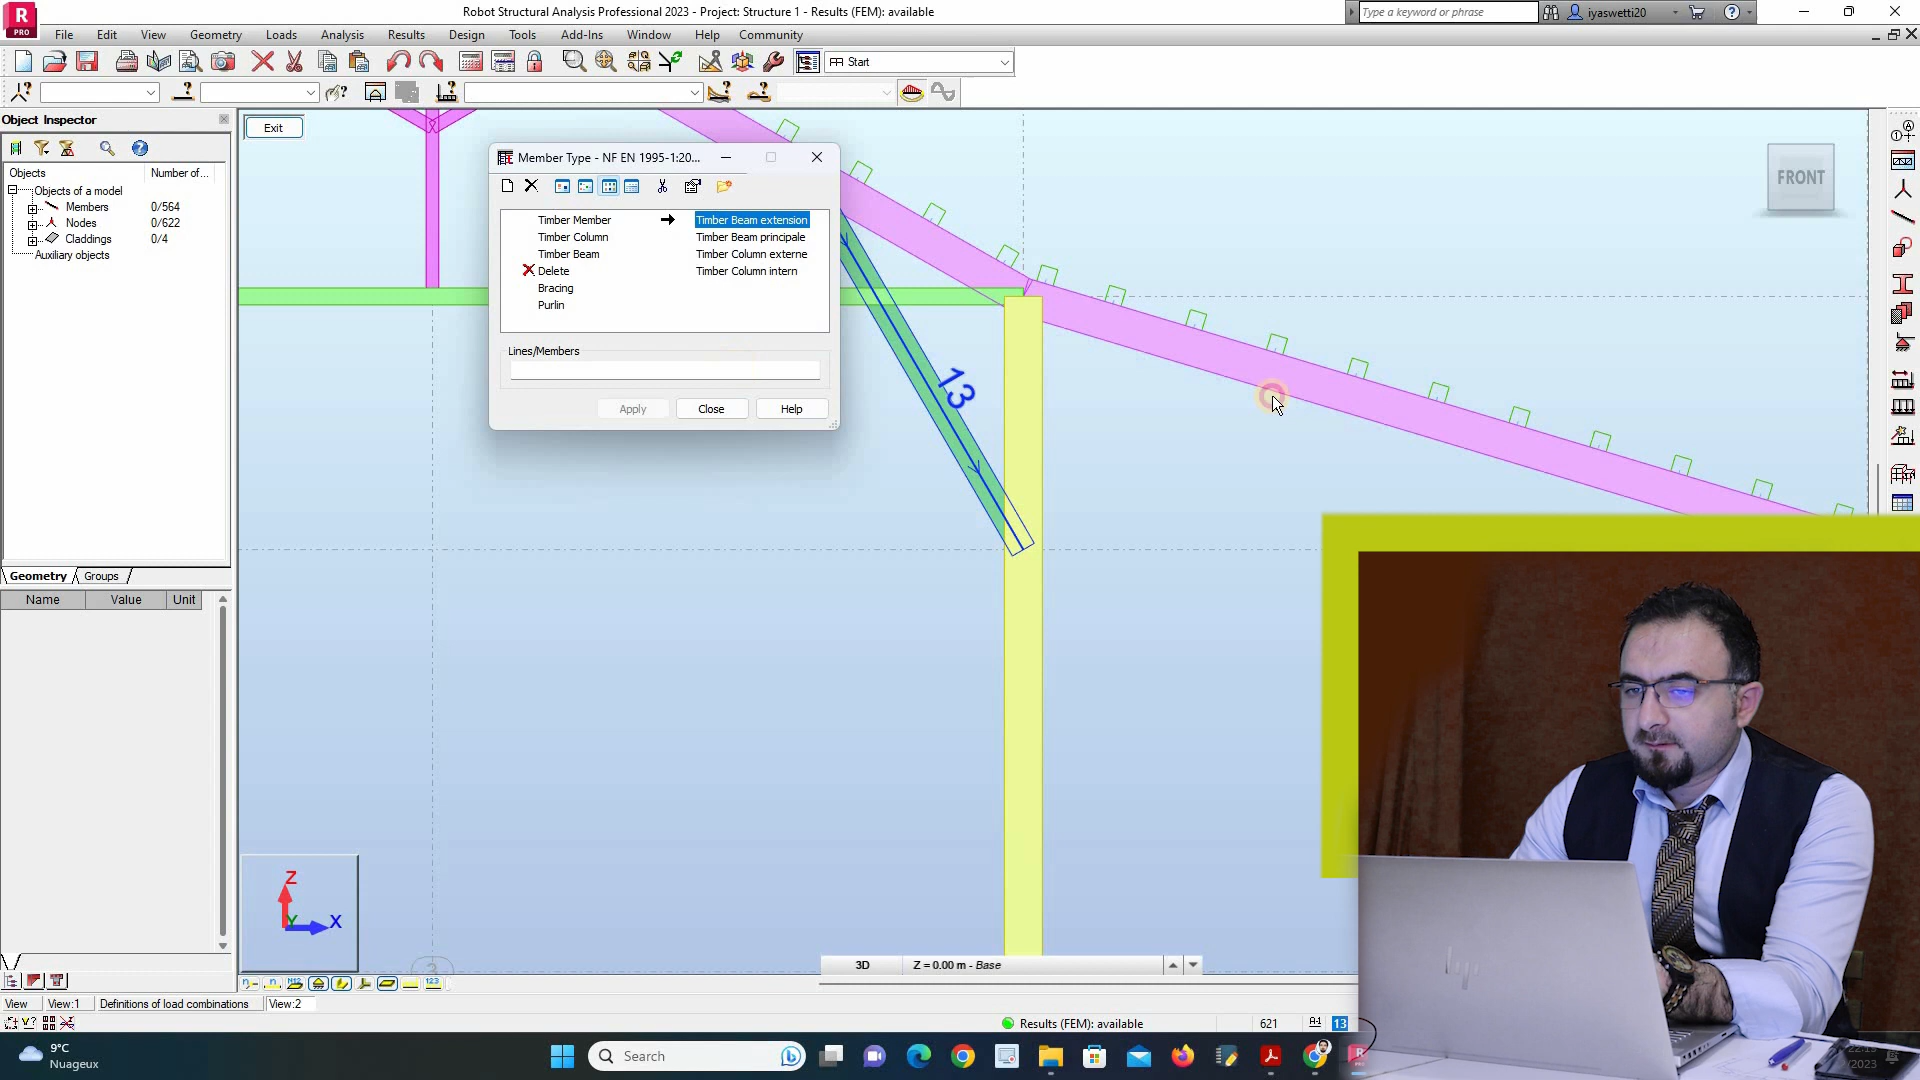 Robot Structural Analysis Professional 2023 - Project: Structure 1 - Results (FEM): available
Type a keyword or phrase
iyaswetti20
R
PRO
File Edit View Geometry Loads Analysis Results Design Tools Add-Ins Window Help Community
Start
Object Inspector
Exit
Objects Number of...
Objects of a model
Members 0/564
Nodes 0/622
Claddings 0/4
Auxiliary objects
Member Type - NF EN 1995-1:20...
Timber Member Timber Beam extension
Timber Column Timber Beam principale
Timber Beam Timber Column externe
Delete Timber Column intern
Bracing
Purlin
Lines/Members
Apply Close Help
FRONT
13
Geometry Groups
Name Value Unit
Z
Y X
3
3D Z = 0.00 m - Base
View View:1 Definitions of load combinations View:2
Results (FEM): available 621 13
9°C
Nuageux
Search
hp